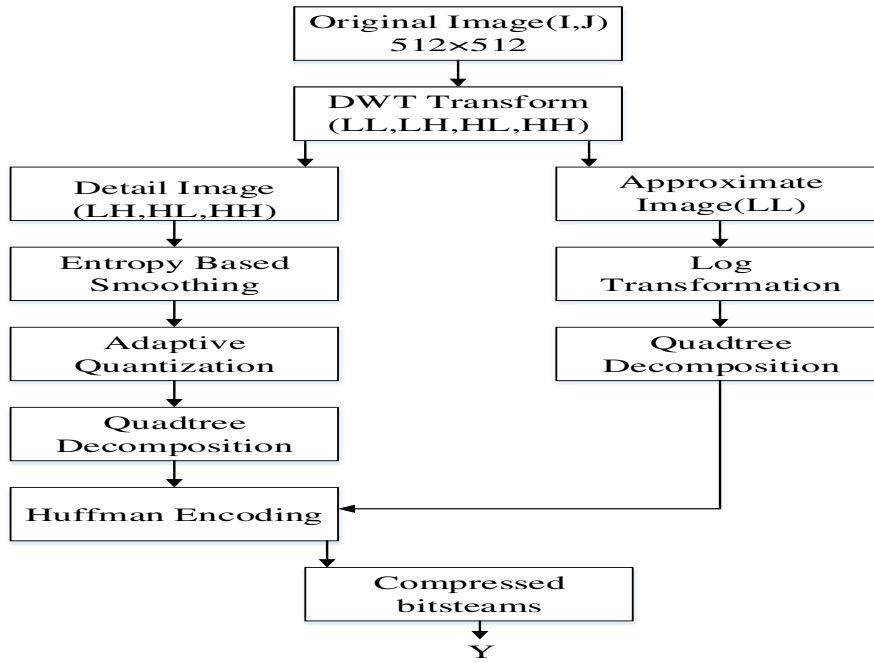 Original Image(I,J)
512×512
DWT Transform
(LL,LH,HL,HH)
Detail Image
(LH,HL,HH)
Approximate
Image(LL)
Entropy Based
Smoothing
Log
Transformation
Adaptive
Quantization
Quadtree
Decomposition
Quadtree
Decomposition
Huffman Encoding
Compressed
bitsteams
Y